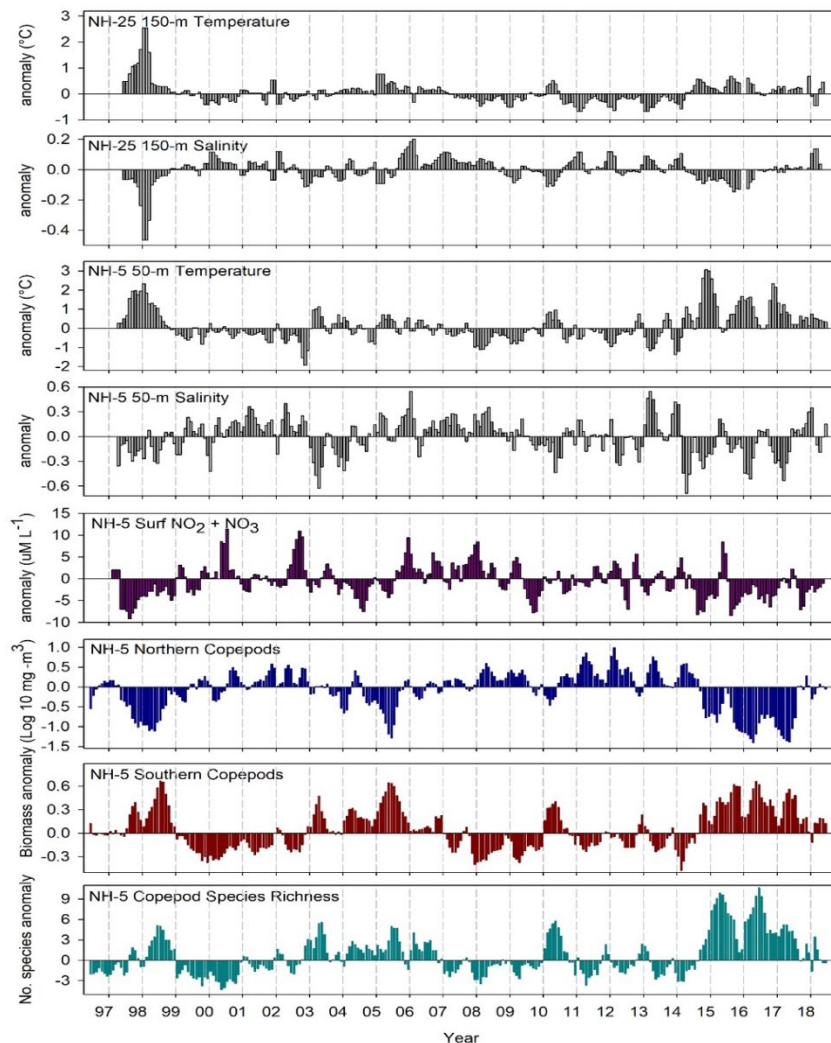 NH-25 150-m Temperature
anomaly (°C)
3
2
1
0
-1
NH-25 150-m Salinity
anomaly
0.2
0.0
-0.2
-0.4
NH-5 50-m Temperature
anomaly (°C)
3
2
1
0
-1
-2
NH-5 50-m Salinity
anomaly
0.6
0.3
0.0
-0.3
-0.6
NH-5 Surf NO2 + NO3
anomaly (uM L-1)
15
10
5
0
-5
-10
NH-5 Northern Copepods
Biomass anomaly (Log 10 mg -m3)
1.0
0.5
0.0
-0.5
-1.0
-1.5
NH-5 Southern Copepods
0.6
0.3
0.0
-0.3
NH-5 Copepod Species Richness
No. species anomaly
9
6
3
0
-3
97 98 99 00 01 02 03 04 05 06 07 08 09 10 11 12 13 14 15 16 17 18
Year